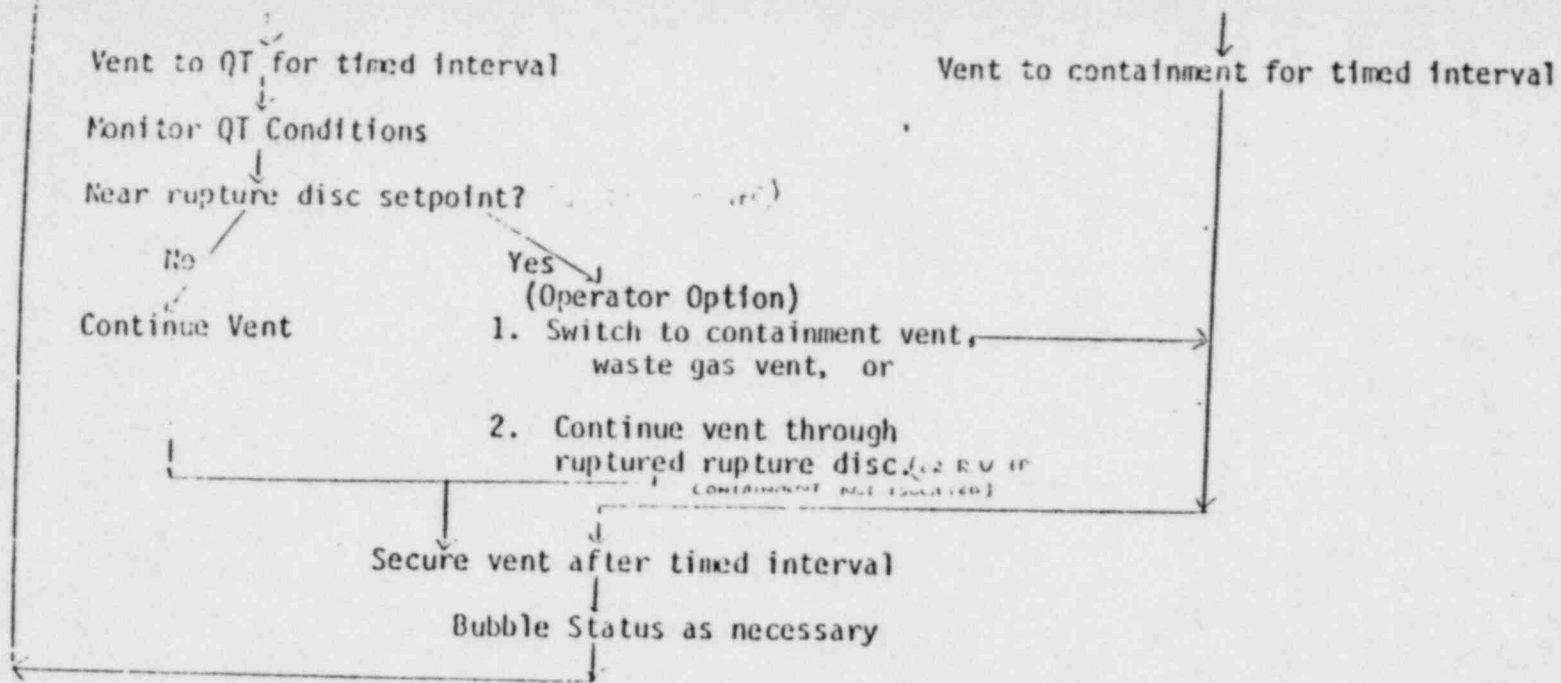 Vent to QT for timed interval
Vent to containment for timed interval
Monitor QT Conditions
Near rupture disc setpoint?
No
Yes
(Operator Option)
Continue Vent
1. Switch to containment vent,
waste gas vent, or
2. Continue vent through
ruptured rupture disc.
CONTAINMENT
Secure vent after timed interval
Bubble Status as necessary